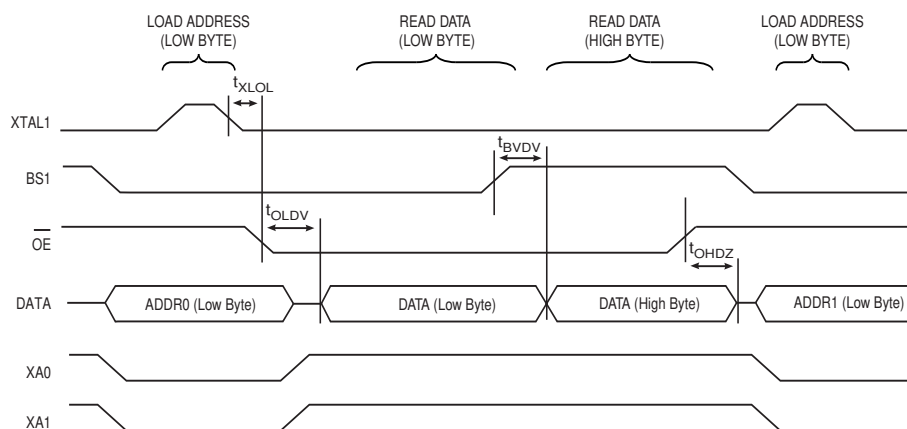 LOAD ADDRESS
(LOW BYTE)
READ DATA
(LOW BYTE)
READ DATA
(HIGH BYTE)
LOAD ADDRESS
(LOW BYTE)
tXLOL
XTAL1
tBVDV
BS1
tOLDV
OE
tOHDZ
DATA
ADDR0 (Low Byte)
DATA (Low Byte)
DATA (High Byte)
ADDR1 (Low Byte)
XA0
XA1